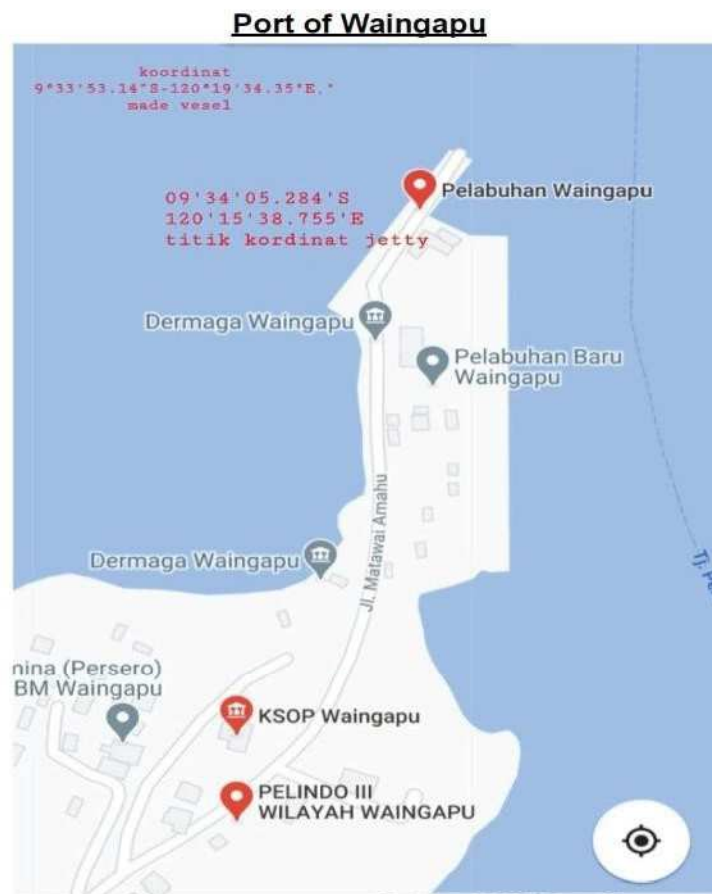 Port of Waingapu
koordinat
9°33'53.14"S-120°19'34.35"E."
made vesel
09'34'05.284'S
120'15'38.755'E
titik kordinat jetty
Pelabuhan Waingapu
Dermaga Waingapu
Pelabuhan Baru
Waingapu
Jl. Matawai Amahu
Dermaga Waingapu
Tj. Pe
nina (Persero)
BM Waingapu
KSOP Waingapu
PELINDO III
WILAYAH WAINGAPU